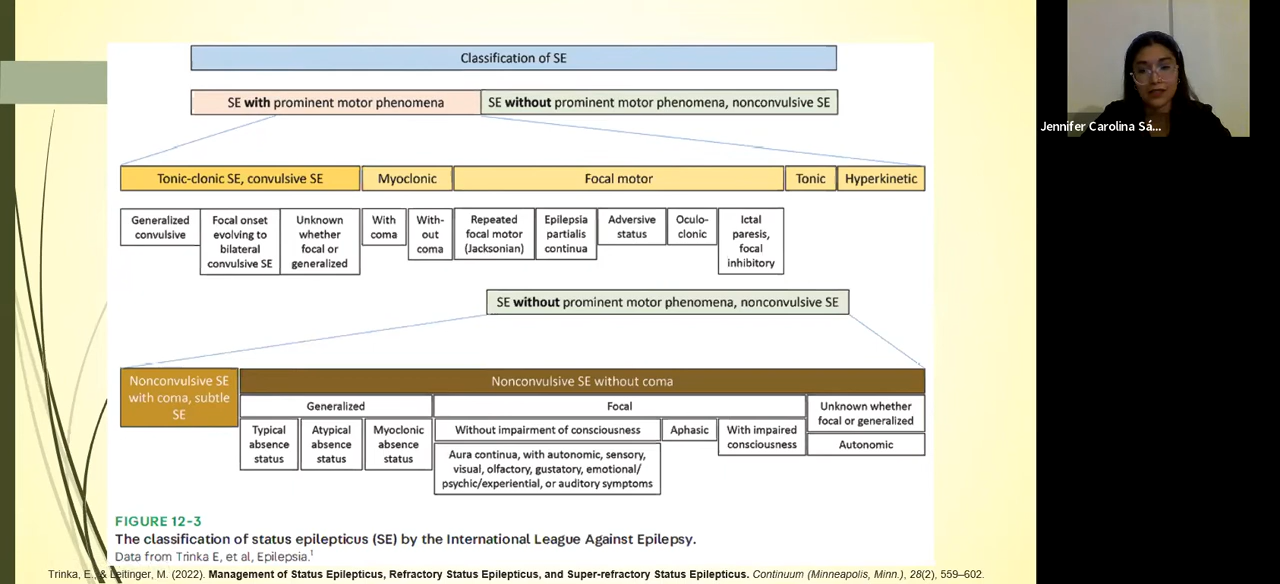 Classification of SE
SE with prominent motor phenomena
SE without prominent motor phenomena, nonconvulsive SE
Tonic-clonic SE, convulsive SE
Myoclonic
Focal motor
Tonic
Hyperkinetic
Generalized
convulsive
Focal onset
evolving to
bilateral
convulsive SE
Unknown
whether
focal or
generalized
With
coma
With-
out
coma
Repeated
focal motor
(Jacksonian)
Epilepsia
partialis
continua
Adversive
status
Oculo-
clonic
Ictal
paresis,
focal
inhibitory
SE without prominent motor phenomena, nonconvulsive SE
Nonconvulsive SE
with coma, subtle
SE
Nonconvulsive SE without coma
Generalized
Focal
Unknown whether
focal or generalized
Typical
absence
status
Atypical
absence
status
Myoclonic
absence
status
Without impairment of consciousness
Aphasic
With impaired
consciousness
Autonomic
Aura continua, with autonomic, sensory,
visual, olfactory, gustatory, emotional/
psychic/experiential, or auditory symptoms
FIGURE 12-3
The classification of status epilepticus (SE) by the International League Against Epilepsy.
Data from Trinka E, et al, Epilepsia.1
Trinka, E., & Leitinger, M. (2022). Management of Status Epilepticus, Refractory Status Epilepticus, and Super-refractory Status Epilepticus. Continuum (Minneapolis, Minn.), 28(2), 559–602.
Jennifer Carolina Sá...